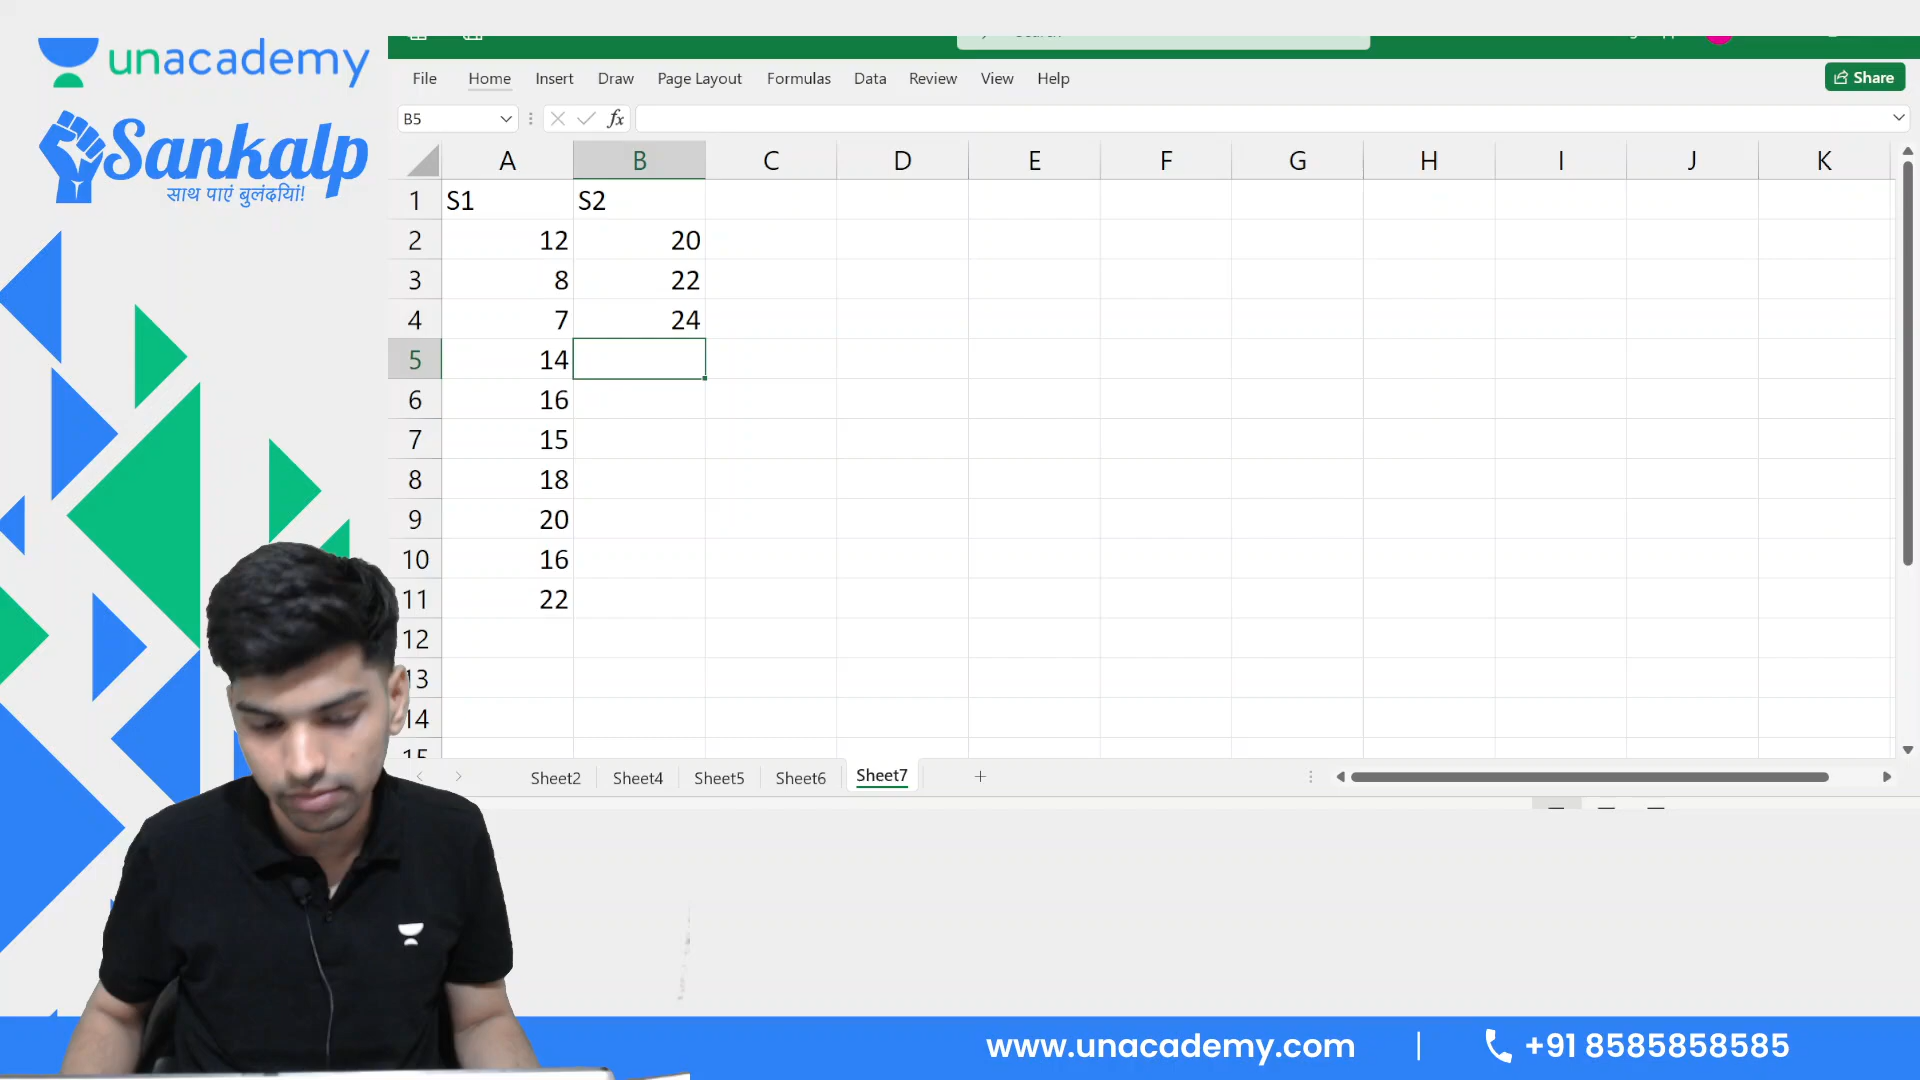 unacademy
Sankalp
साथ पाएं बुलंदियां!
File Home Insert Draw Page Layout Formulas Data Review View Help Share
B5 fx
A B C D E F G H I J K
1 S1 S2
2 12 20
3 8 22
4 7 24
5 14
6 16
7 15
8 18
9 20
10 16
11 22
12
13
14
15
Sheet2 Sheet4 Sheet5 Sheet6 Sheet7 +
www.unacademy.com | +91 8585858585